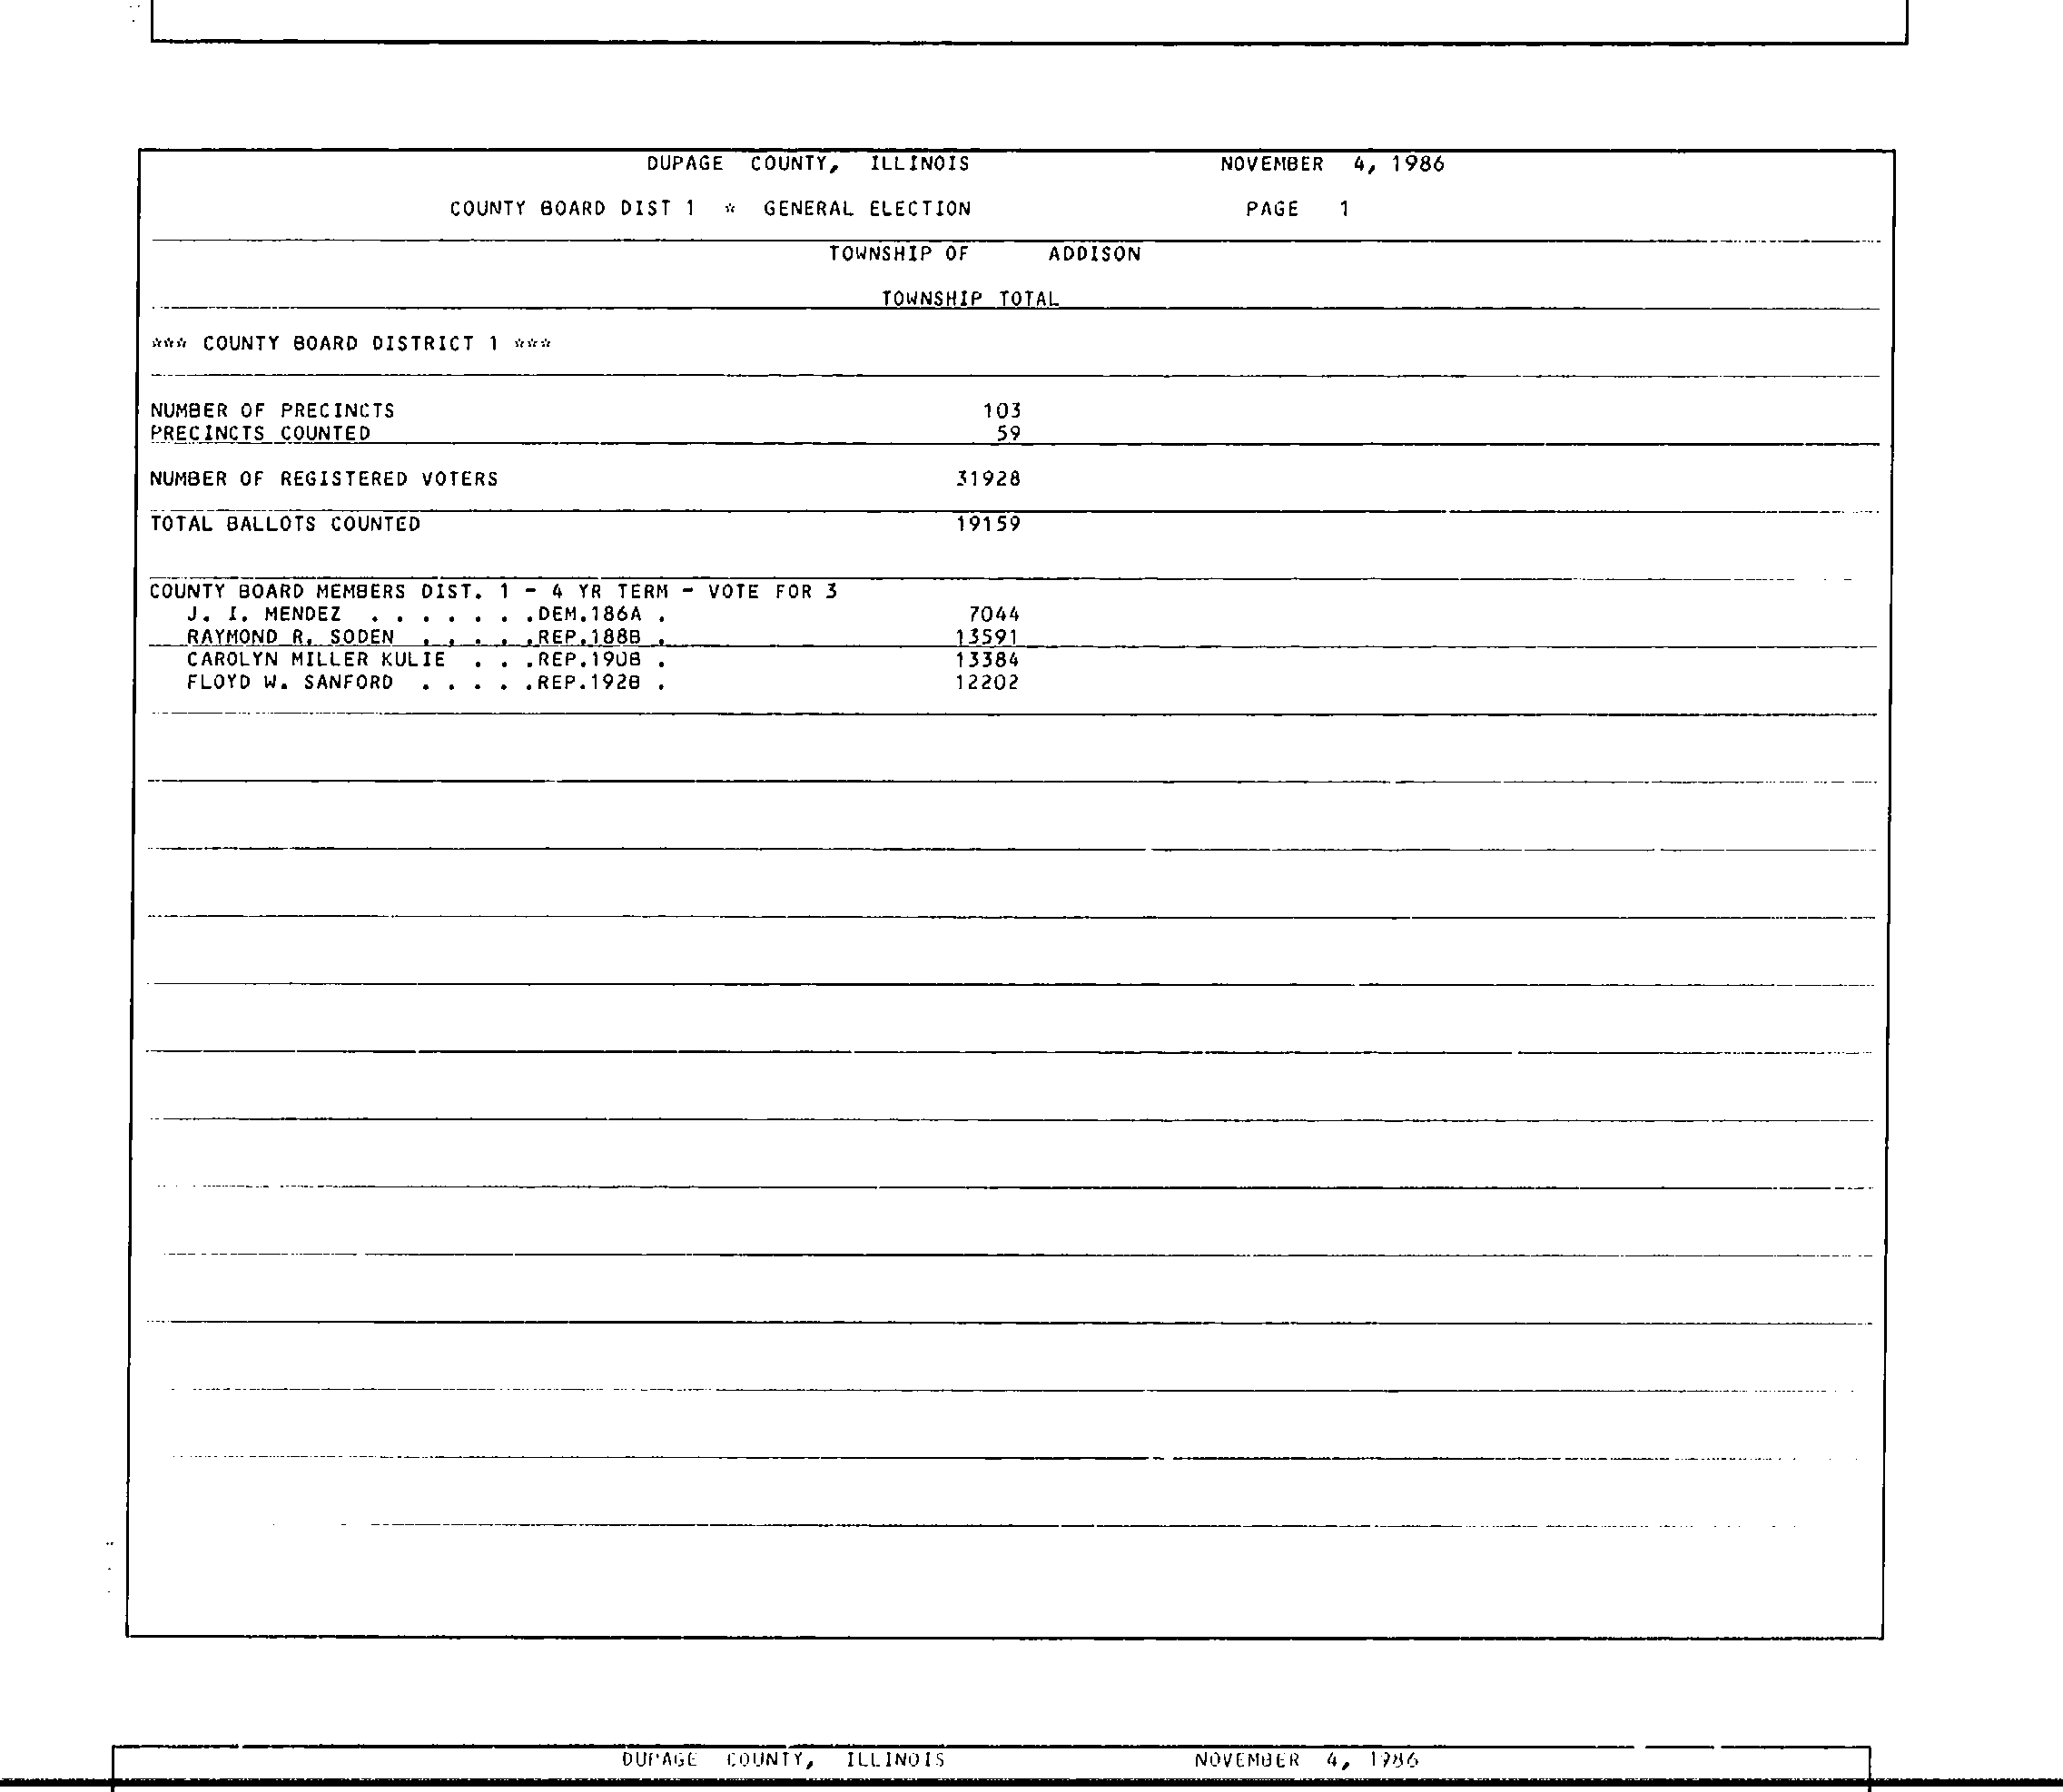 DUPAGE COUNTY, ILLINOIS NOVEMBER 4, 1986
COUNTY BOARD DIST 1 * GENERAL ELECTION PAGE 1
TOWNSHIP OF ADDISON
TOWNSHIP TOTAL
*** COUNTY BOARD DISTRICT 1 ***
NUMBER OF PRECINCTS 103
PRECINCTS COUNTED 59
NUMBER OF REGISTERED VOTERS 31928
TOTAL BALLOTS COUNTED 19159
COUNTY BOARD MEMBERS DIST. 1 - 4 YR TERM - VOTE FOR 3
J. I. MENDEZ . . . . . . .DEM.186A . 7044
RAYMOND R. SODEN . . . . .REP.188B . 13591
CAROLYN MILLER KULIE . . .REP.190B . 13384
FLOYD W. SANFORD . . . . .REP.192B . 12202
DUPAGE COUNTY, ILLINOIS NOVEMBER 4, 1986